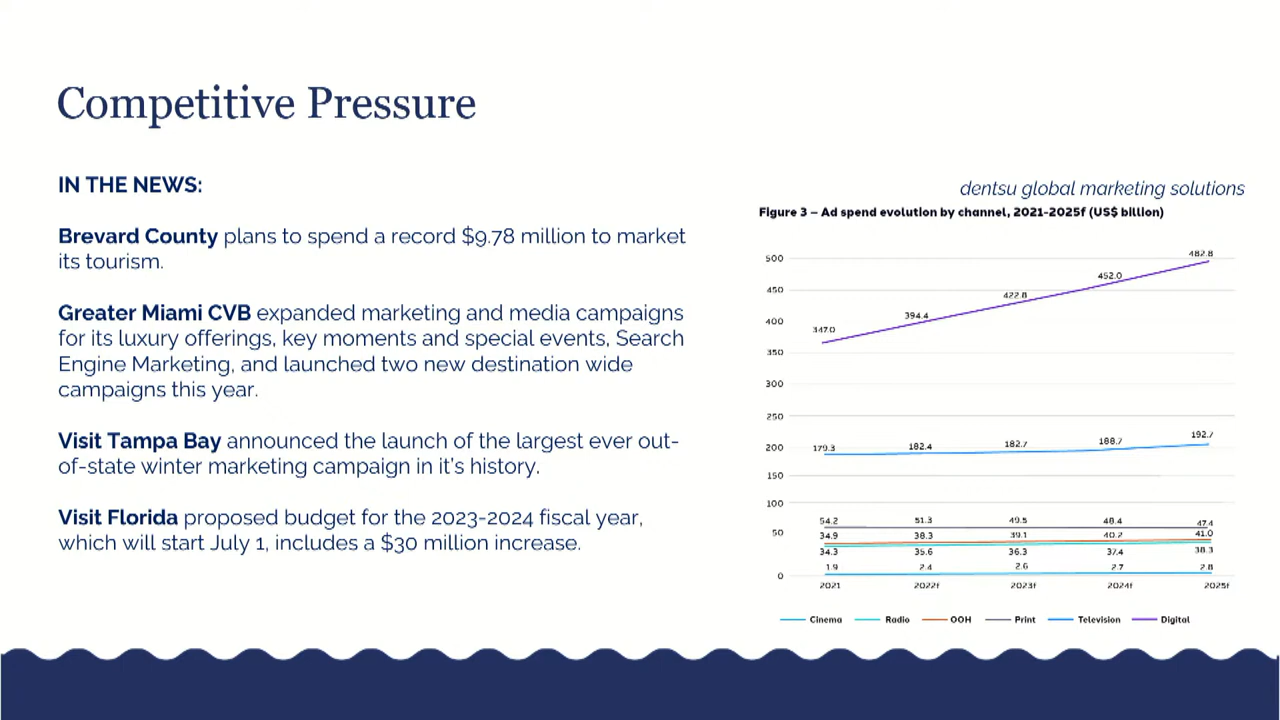 Competitive Pressure
IN THE NEWS:
Brevard County plans to spend a record $9.78 million to market
its tourism.
Greater Miami CVB expanded marketing and media campaigns
for its luxury offerings, key moments and special events, Search
Engine Marketing, and launched two new destination wide
campaigns this year.
Visit Tampa Bay announced the launch of the largest ever out-
of-state winter marketing campaign in it's history.
Visit Florida proposed budget for the 2023-2024 fiscal year,
which will start July 1, includes a $30 million increase.
dentsu global marketing solutions
Figure 3 – Ad spend evolution by channel, 2021-2025f (US$ billion)
500
450
400
350
300
250
200
150
100
50
0
347.0 394.4 422.8 452.0 482.8
179.3 182.4 182.7 188.7 192.7
54.2 51.3 49.5 48.4 47.4
34.9 38.3 39.1 40.2 41.0
34.3 35.6 36.3 37.4 38.3
1.9 2.4 2.6 2.7 2.8
2021 2022f 2023f 2024f 2025f
Cinema Radio OOH Print Television Digital